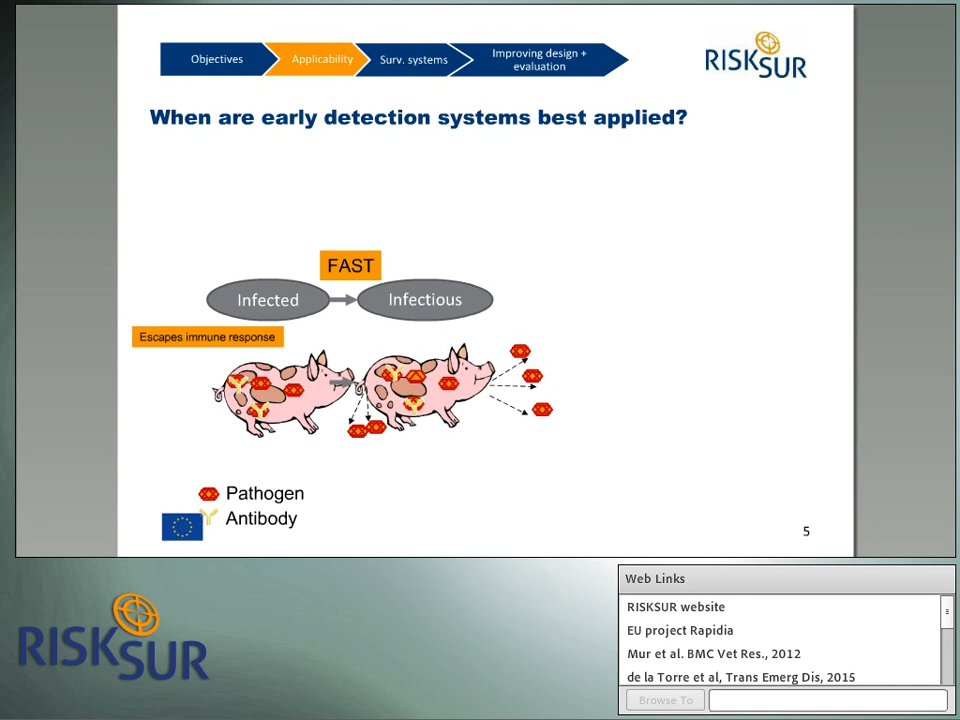 Objectives
Applicability
Surv. systems
Improving design +
evaluation
RISKSUR
When are early detection systems best applied?
FAST
Infected
Infectious
Escapes immune response
Pathogen
Antibody
5
RISKSUR
Web Links
RISKSUR website
EU project Rapidia
Mur et al. BMC Vet Res., 2012
de la Torre et al, Trans Emerg Dis, 2015
Browse To